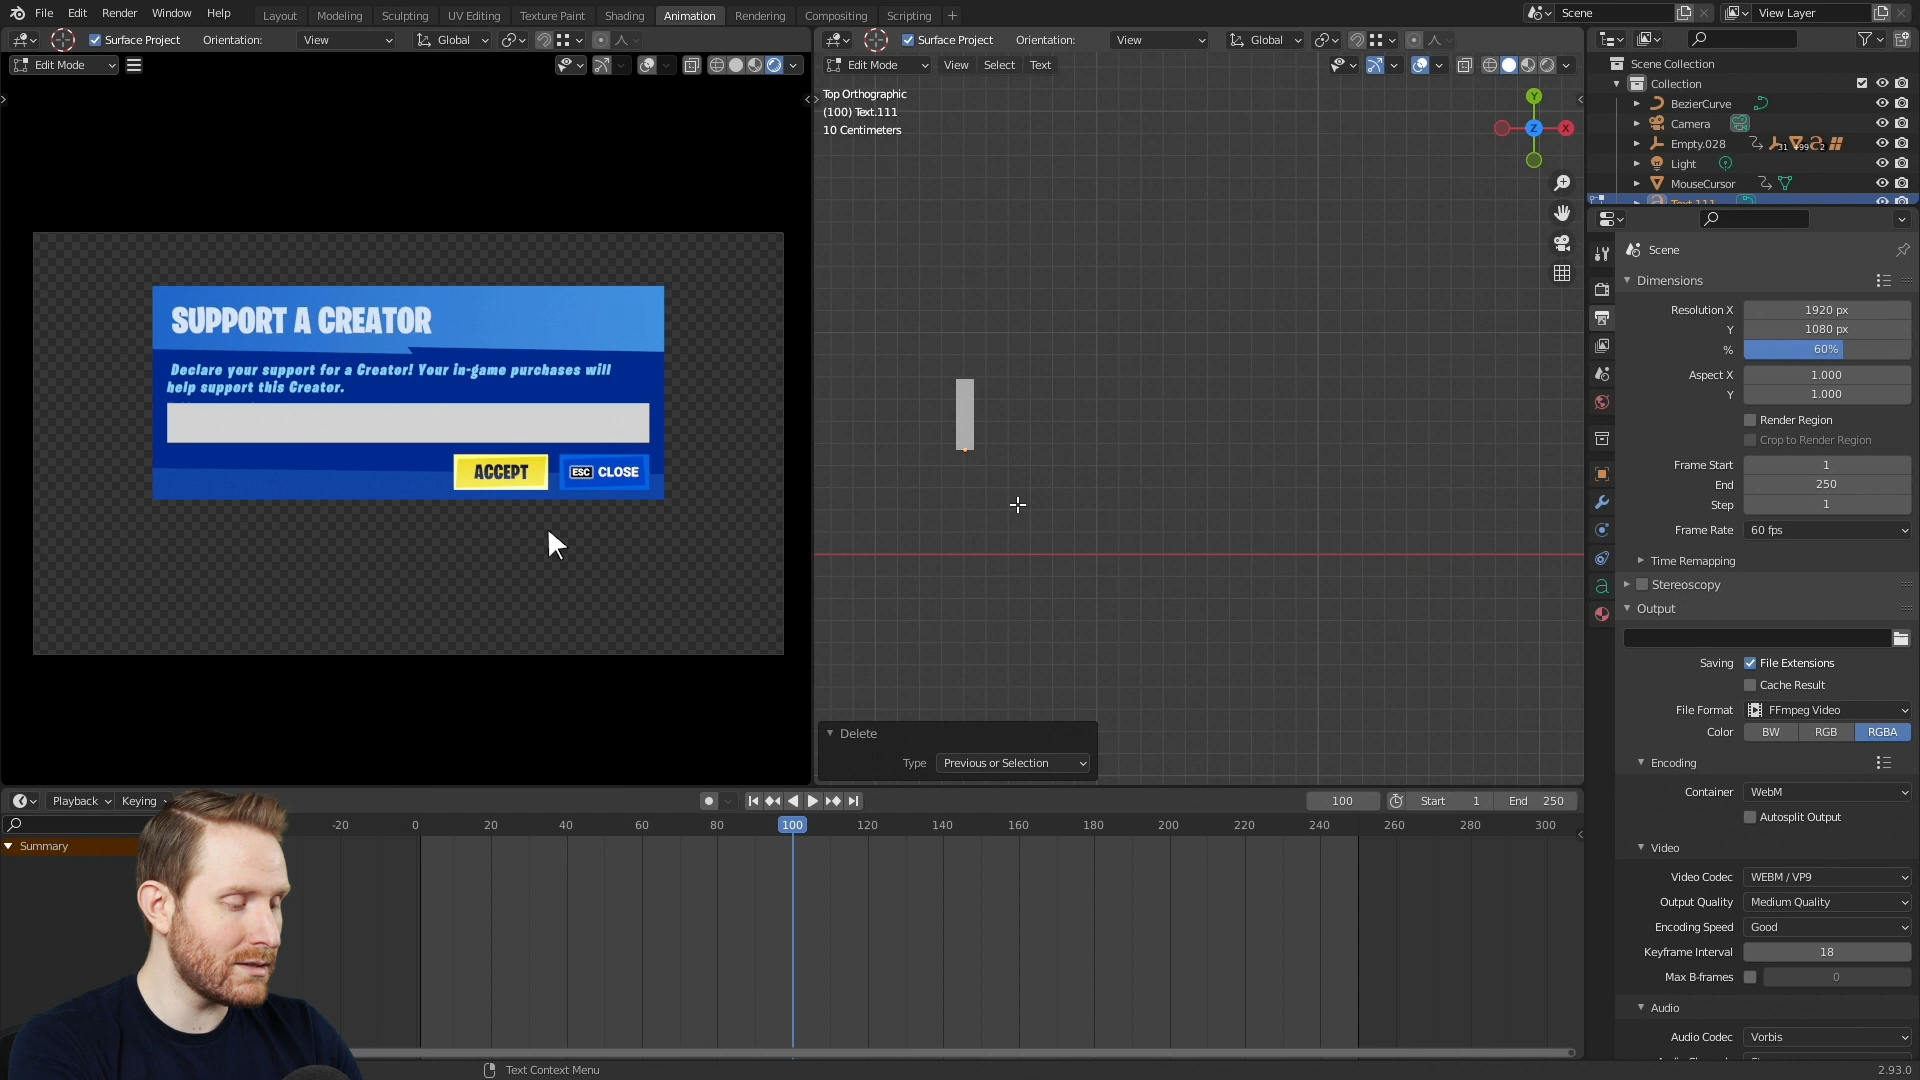 File Edit Render Window Help
Layout Modeling Sculpting UV Editing Texture Paint Shading Animation Rendering Compositing Scripting +
Scene
View Layer
Surface Project Orientation: View Global
Surface Project Orientation: View Global
Edit Mode
Edit Mode View Select Text
Top Orthographic
(100) Text.111
10 Centimeters
Y
Z
X
SUPPORT A CREATOR
Declare your support for a Creator! Your in-game purchases will
help support this Creator.
ACCEPT
ESC CLOSE
Delete
Type Previous or Selection
Scene Collection
Collection
BezierCurve
Camera
Empty.028 31 +99 2
Light
MouseCursor
Text.111
Scene
Dimensions
Resolution X 1920 px
Y 1080 px
% 60%
Aspect X 1.000
Y 1.000
Render Region
Crop to Render Region
Frame Start 1
End 250
Step 1
Frame Rate 60 fps
Time Remapping
Stereoscopy
Output
Saving File Extensions
Cache Result
File Format FFmpeg Video
Color BW RGB RGBA
Encoding
Container WebM
Autosplit Output
Video
Video Codec WEBM / VP9
Output Quality Medium Quality
Encoding Speed Good
Keyframe Interval 18
Max B-frames 0
Audio
Audio Codec Vorbis
Playback Keying
100 Start 1 End 250
-20 0 20 40 60 80 100 120 140 160 180 200 220 240 260 280 300
Summary
Text Context Menu
2.93.0